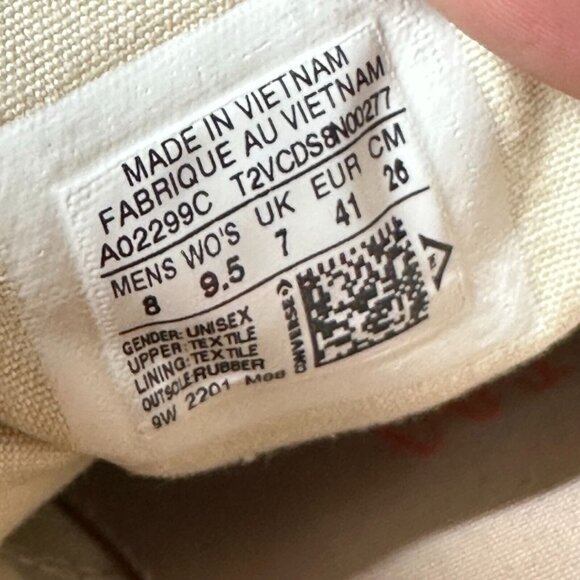 MADE IN VIETNAM
FABRIQUE AU VIETNAM
A02299C T2VCDS8N00277
MENS WO'S UK EUR CM
8 9.5 7 41 26
GENDER: UNISEX
UPPER: TEXTILE
LINING: TEXTILE
OUTSOLE: RUBBER
9W 2201
CONVERSE